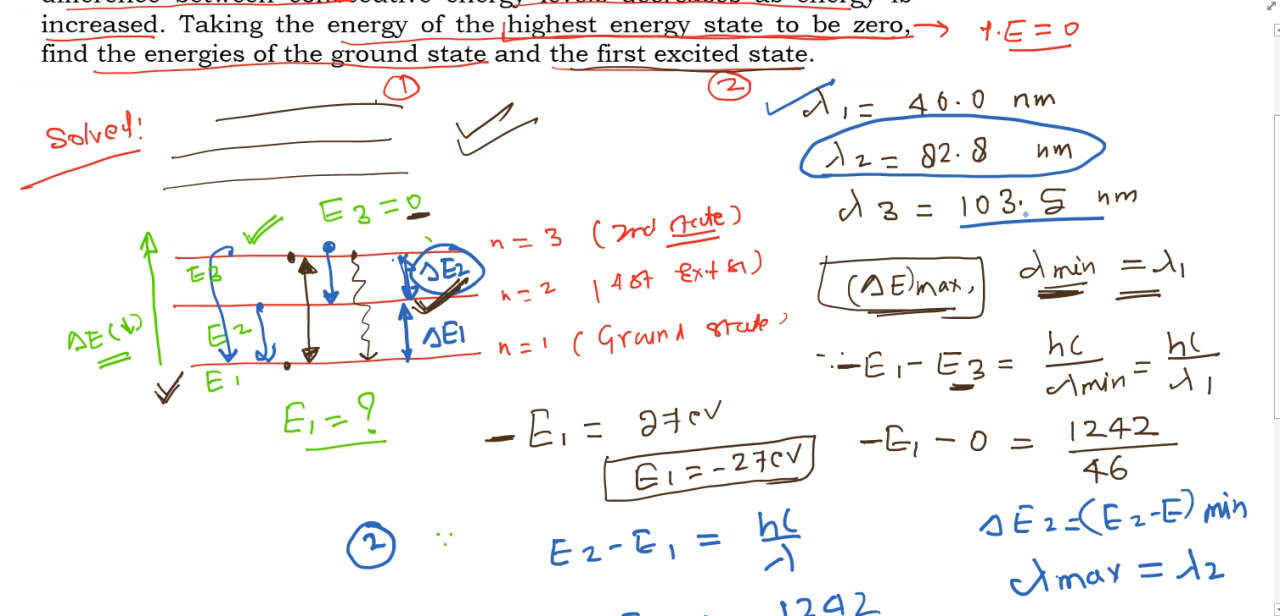 increased. Taking the energy of the highest energy state to be zero, → E = 0
find the energies of the ground state and the first excited state.
① ②
Solved!
λ1 = 46.0 nm
λ2 = 82.8 nm
λ3 = 103.5 nm
E3 = 0
n = 3 (2nd state)
E3
ΔE2
n = 2
(ΔE)max,
λmin = λ1
ΔE(↓)
E2
ΔE1
n = 1 (Ground state)
E1
-E1 - E3 = hc/λmin = hc/λ1
E1 = ?
-E1 = 27eV
-E1 - 0 = 1242/46
E1 = -27eV
② ∵ E2 - E1 = hc/λ
ΔE2 = (E2-E) min
λmax = λ2
1242